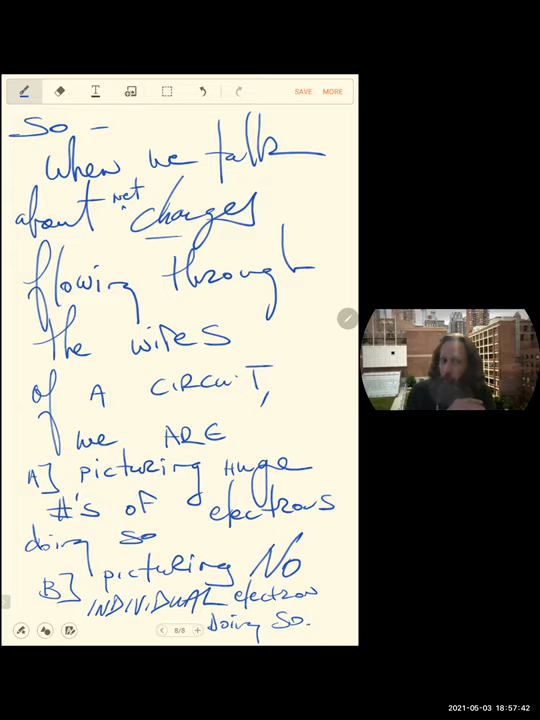 SAVE MORE
So -
when we talk
about net charges
flowing through
the wires
of A CIRCUIT,
we ARE
A] picturing HUGE
#'s OF electrons
doing so
B] picturing NO
INDIVIDUAL electron
Doing So.
8/8
2021-05-03 18:57:42